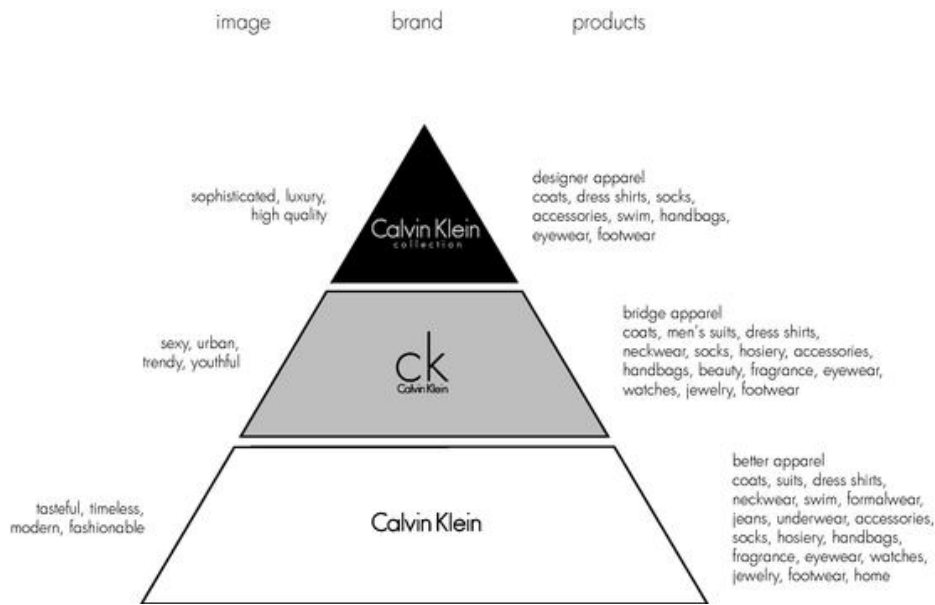 image brand products
sophisticated, luxury,
high quality
Calvin Klein
collection
designer apparel
coats, dress shirts, socks,
accessories, swim, handbags,
eyewear, footwear
sexy, urban,
trendy, youthful
ck
Calvin Klein
bridge apparel
coats, men's suits, dress shirts,
neckwear, socks, hosiery, accessories,
handbags, beauty, fragrance, eyewear,
watches, jewelry, footwear
tasteful, timeless,
modern, fashionable
Calvin Klein
better apparel
coats, suits, dress shirts,
neckwear, swim, formalwear,
jeans, underwear, accessories,
socks, hosiery, handbags,
fragrance, eyewear, watches,
jewelry, footwear, home